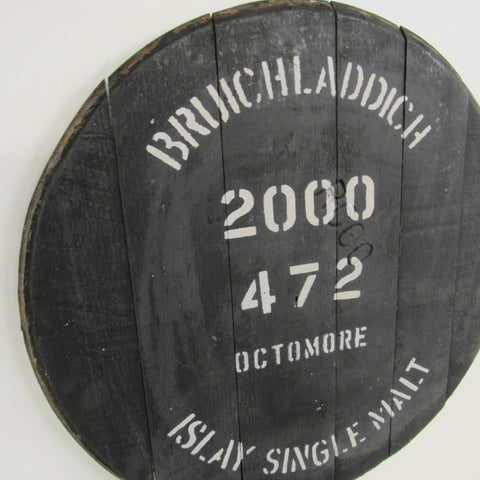 BRUICHLADDICH
2000
472
OCTOMORE
ISLAY SINGLE MALT